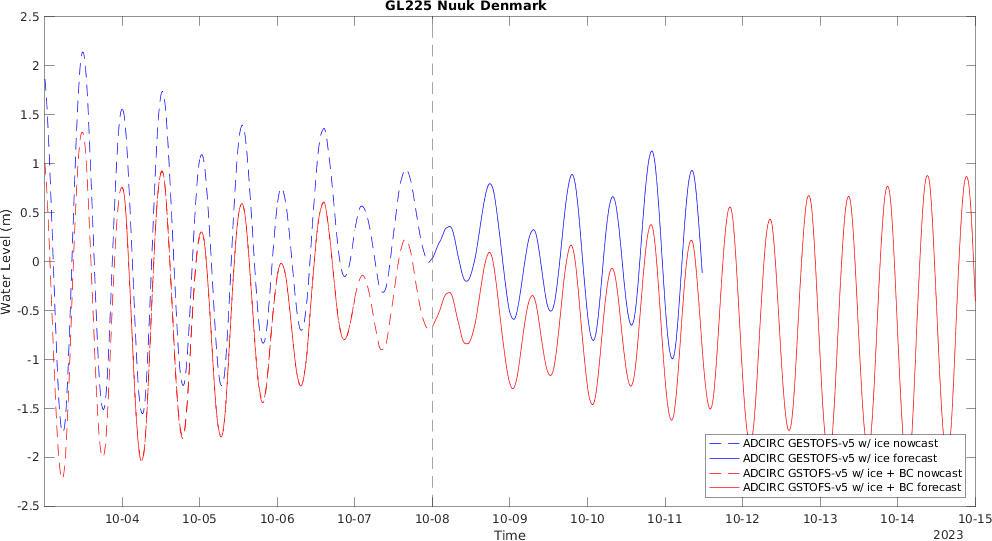 GL225 Nuuk Denmark
2.5
2
1.5
1
0.5
0
-0.5
-1
-1.5
-2
-2.5
Water Level (m)
ADCIRC GESTOFS-v5 w/ ice nowcast
ADCIRC GESTOFS-v5 w/ ice forecast
ADCIRC GSTOFS-v5 w/ ice + BC nowcast
ADCIRC GSTOFS-v5 w/ ice + BC forecast
10-04 10-05 10-06 10-07 10-08 10-09 10-10 10-11 10-12 10-13 10-14 10-15
Time
2023